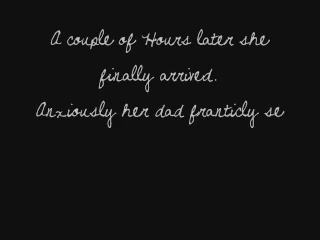 A couple of Hours later she
finally arrived.
Anxiously her dad franticly se